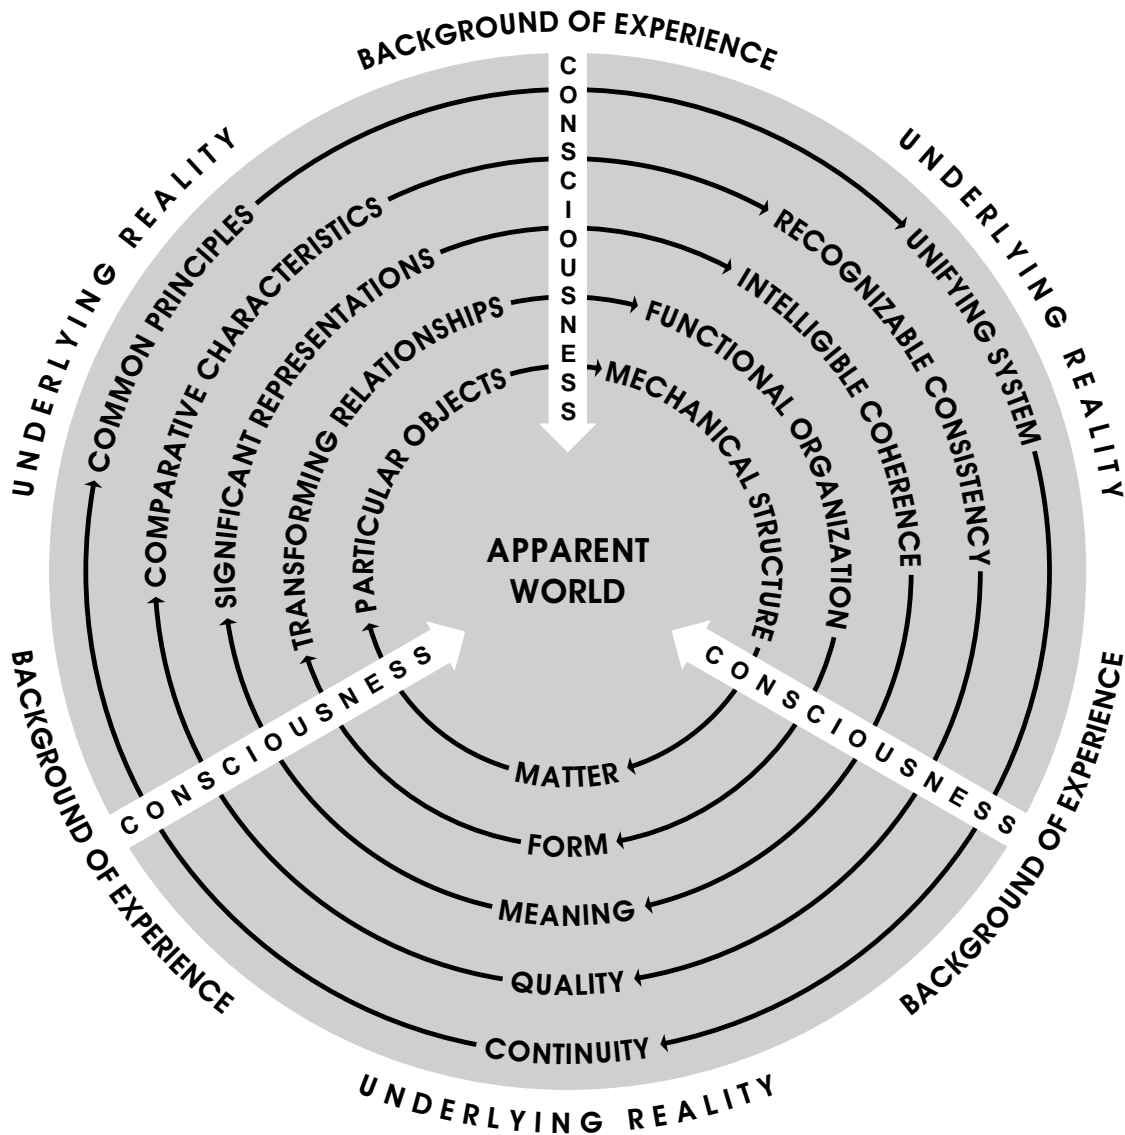 BACKGROUND OF EXPERIENCE
UNDERLYING REALITY
UNDERLYING REALITY
CONSCIOUSNESS
COMMON PRINCIPLES
UNIFYING SYSTEM
COMPARATIVE CHARACTERISTICS
RECOGNIZABLE CONSISTENCY
SIGNIFICANT REPRESENTATIONS
INTELLIGIBLE COHERENCE
TRANSFORMING RELATIONSHIPS
FUNCTIONAL ORGANIZATION
PARTICULAR OBJECTS
MECHANICAL STRUCTURE
APPARENT
WORLD
CONSCIOUSNESS
CONSCIOUSNESS
MATTER
FORM
MEANING
QUALITY
CONTINUITY
BACKGROUND OF EXPERIENCE
BACKGROUND OF EXPERIENCE
UNDERLYING REALITY